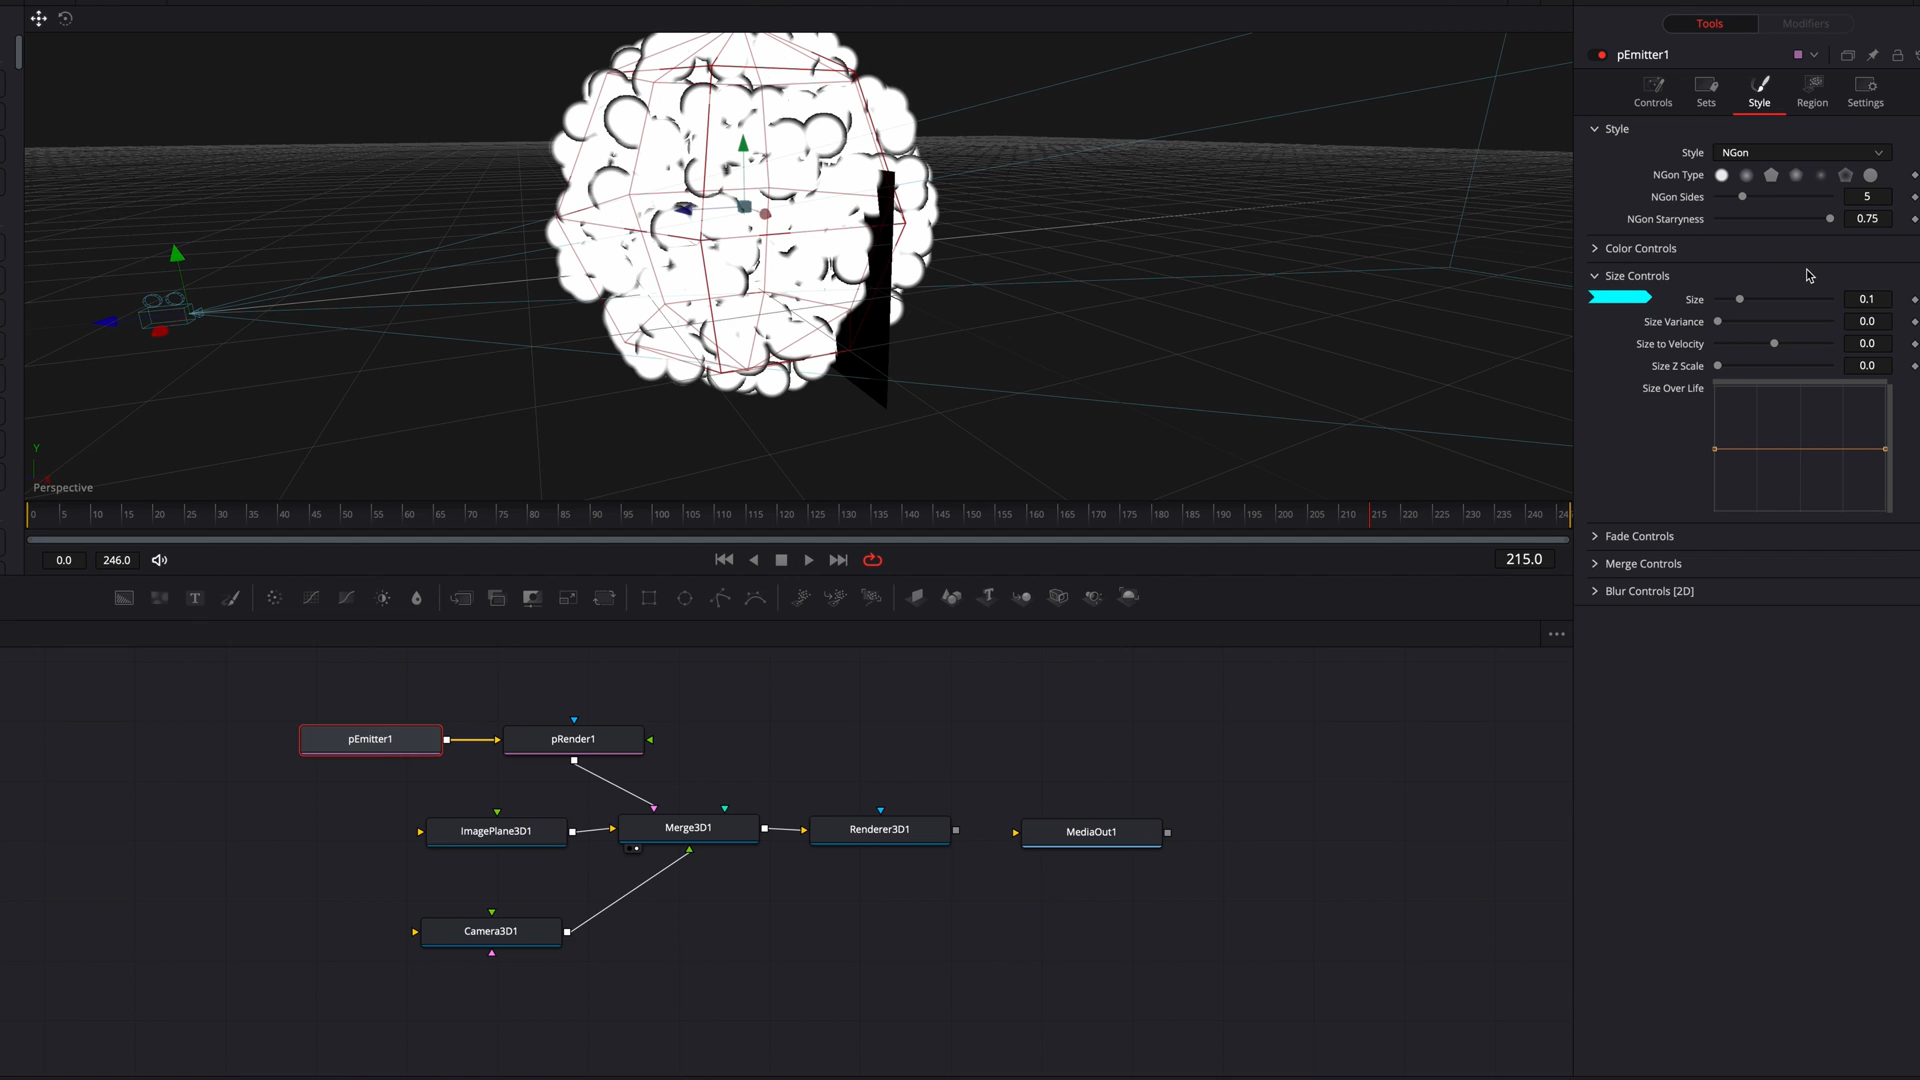 Tools
Modifiers
pEmitter1
Controls
Sets
Style
Region
Settings
Style
Style
NGon
NGon Type
NGon Sides
5
NGon Starryness
0.75
Color Controls
Size Controls
Size
0.1
Size Variance
0.0
Size to Velocity
0.0
Size Z Scale
0.0
Size Over Life
Fade Controls
Merge Controls
Blur Controls [2D]
Y
Perspective
0 5 10 15 20 25 30 35 40 45 50 55 60 65 70 75 80 85 90 95 100 105 110 115 120 125 130 135 140 145 150 155 160 165 170 175 180 185 190 195 200 205 210 215 220 225 230 235 240
0.0
246.0
215.0
T
pEmitter1
pRender1
ImagePlane3D1
Merge3D1
Renderer3D1
MediaOut1
Camera3D1